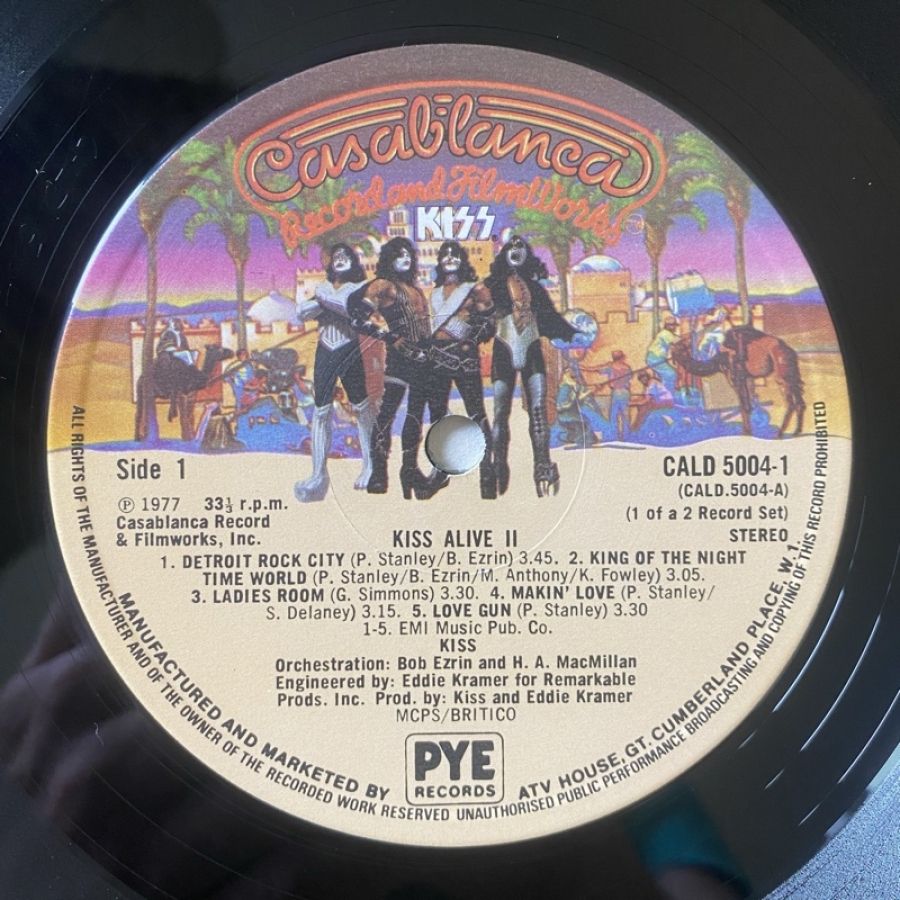 Casablanca
Record and FilmWorks
KISS
Side 1
CALD 5004-1
(CALD.5004-A)
℗ 1977 33⅓ r.p.m.
(1 of a 2 Record Set)
Casablanca Record
& Filmworks, Inc.
STEREO
KISS ALIVE II
1. DETROIT ROCK CITY (P. Stanley/B. Ezrin) 3.45. 2. KING OF THE NIGHT
TIME WORLD (P. Stanley/B. Ezrin/M. Anthony/K. Fowley) 3.05.
3. LADIES ROOM (G. Simmons) 3.30. 4. MAKIN' LOVE (P. Stanley/
S. Delaney) 3.15. 5. LOVE GUN (P. Stanley) 3.30
1-5. EMI Music Pub. Co.
KISS
Orchestration: Bob Ezrin and H. A. MacMillan
Engineered by: Eddie Kramer for Remarkable
Prods. Inc. Prod. by: Kiss and Eddie Kramer
MCPS/BRITICO
PYE
RECORDS
MANUFACTURED AND MARKETED BY
ATV HOUSE, GT. CUMBERLAND PLACE, W.1
ALL RIGHTS OF THE MANUFACTURER AND OF THE OWNER OF THE RECORDED WORK RESERVED UNAUTHORISED PUBLIC PERFORMANCE BROADCASTING AND COPYING OF THIS RECORD PROHIBITED